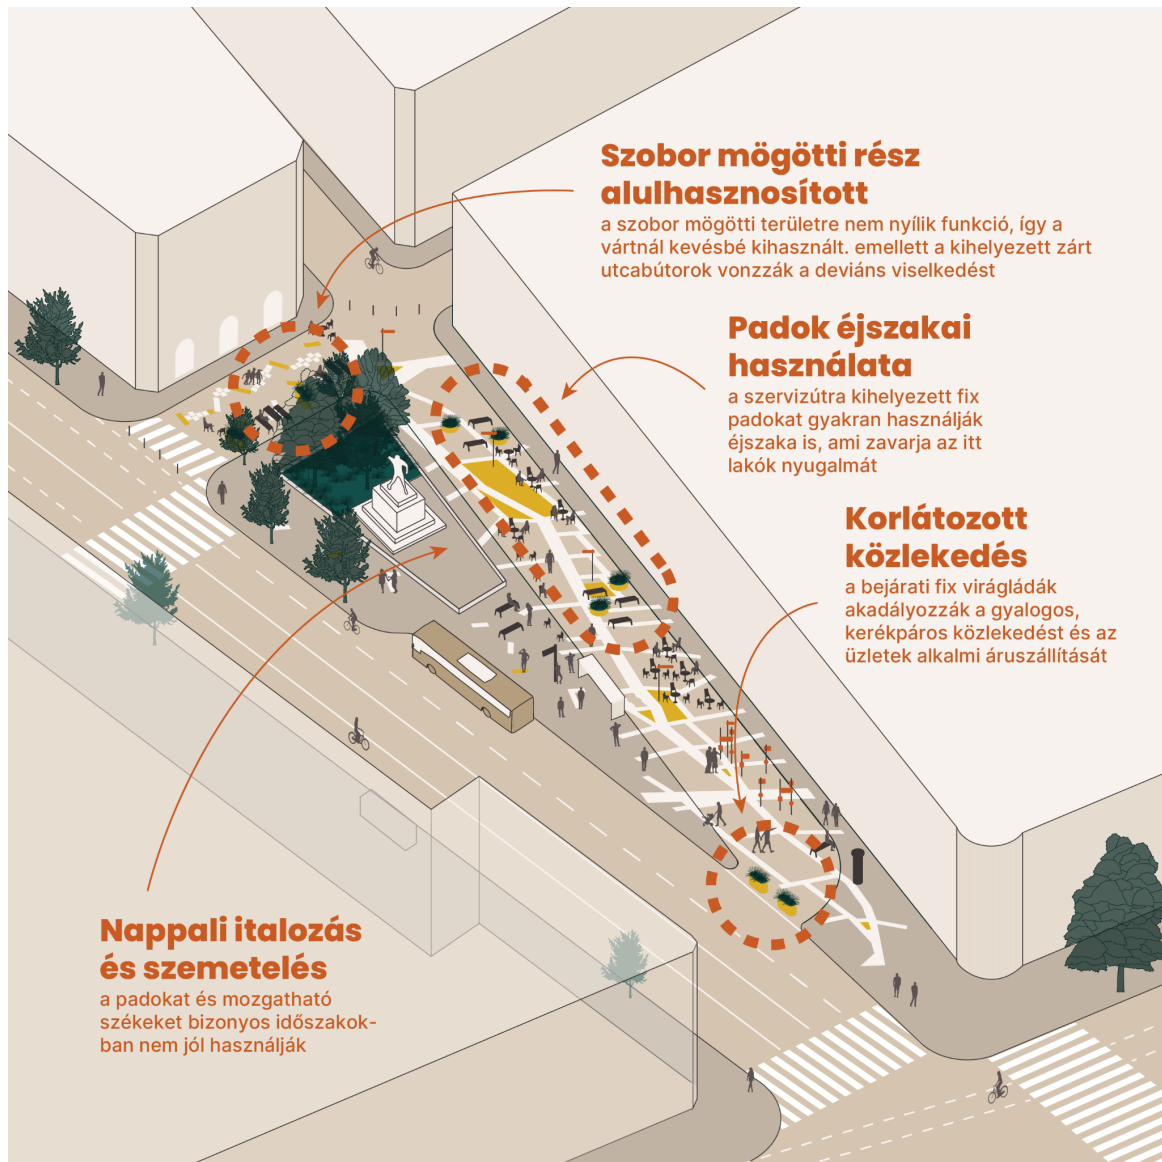 Szobor mögötti rész
alulhasznosított
a szobor mögötti területre nem nyílik funkció, így a
vártnál kevésbé kihasznált. emellett a kihelyezett zárt
utcabútorok vonzzák a deviáns viselkedést
Padok éjszakai
használata
a szervizútra kihelyezett fix
padokat gyakran használják
éjszaka is, ami zavarja az itt
lakók nyugalmát
Korlátozott
közlekedés
a bejárati fix virágládák
akadályozzák a gyalogos,
kerékpáros közlekedést és az
üzletek alkalmi áruszállítását
Nappali italozás
és szemetelés
a padokat és mozgatható
székeket bizonyos időszakok-
ban nem jól használják